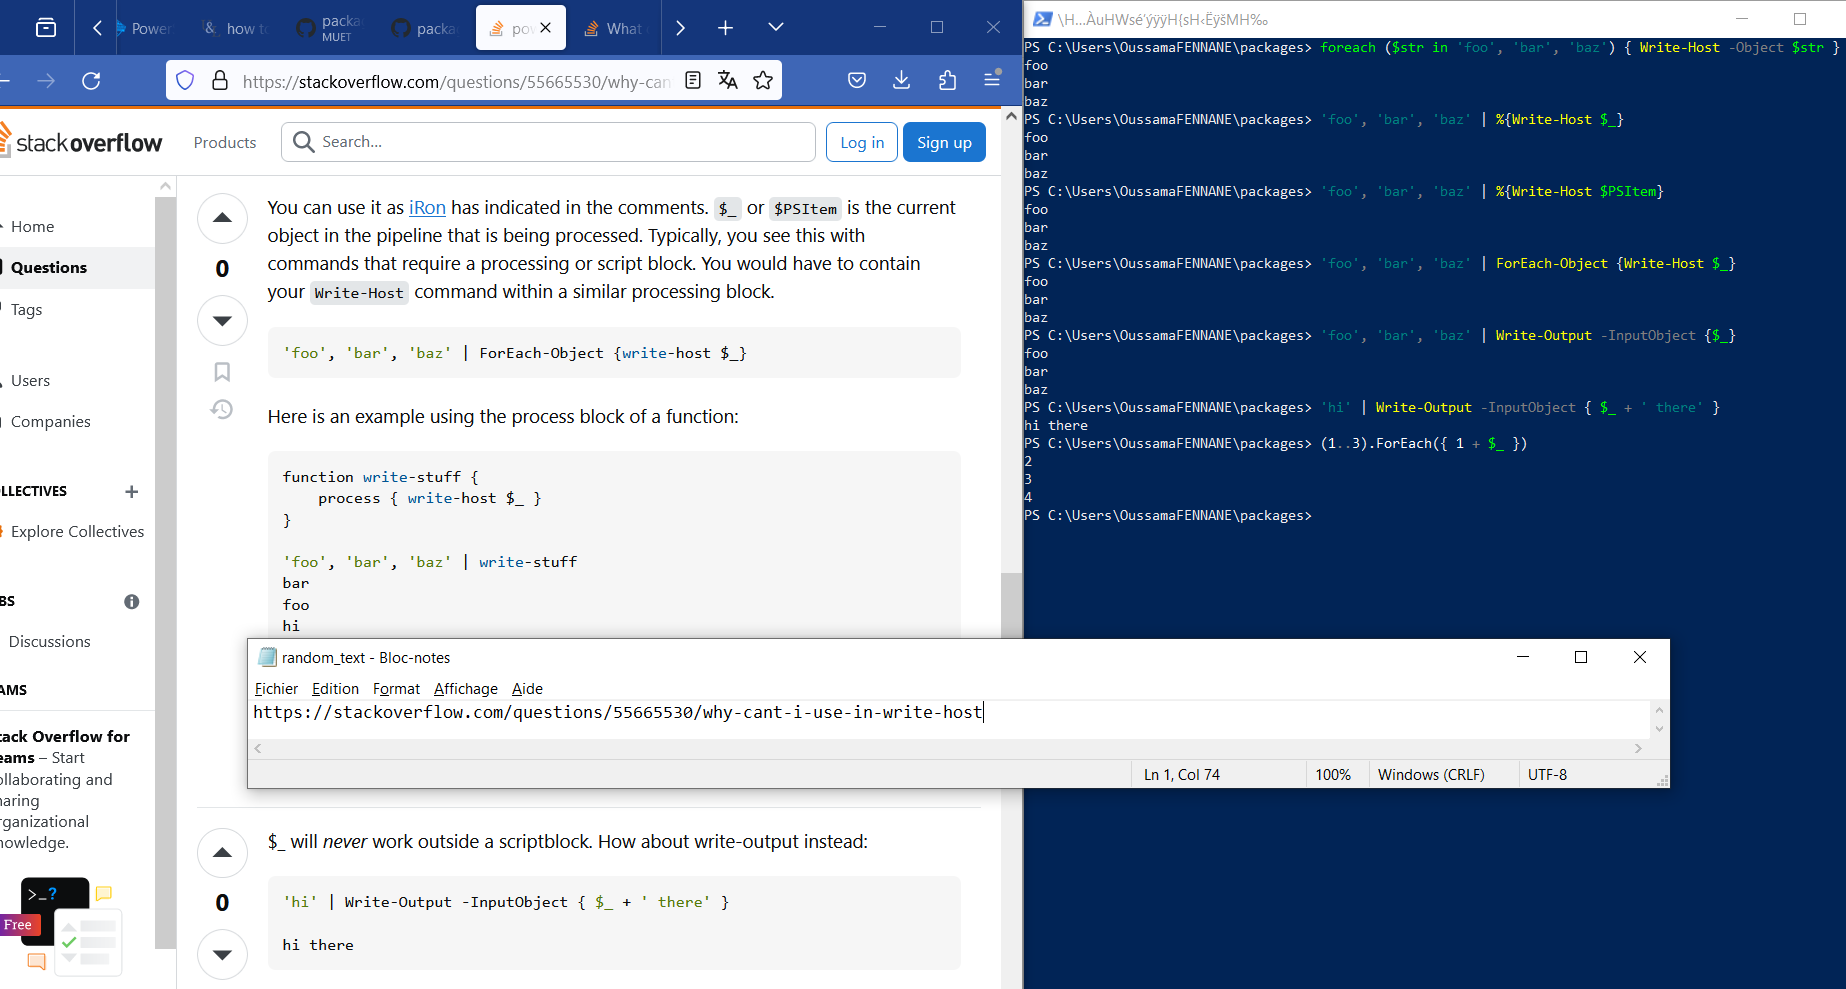 Power
how to
packa
MUET
packa
po
What
https://stackoverflow.com/questions/55665530/why-can
stackoverflow
Products
Search...
Log in
Sign up
Home
Questions
Tags
Users
Companies
LLECTIVES
Explore Collectives
BS
Discussions
AMS
tack Overflow for
eams – Start
ollaborating and
haring
rganizational
nowledge.
>_?
Free
You can use it as iRon has indicated in the comments. $_ or $PSItem is the current
object in the pipeline that is being processed. Typically, you see this with
commands that require a processing or script block. You would have to contain
your Write-Host command within a similar processing block.
0
'foo', 'bar', 'baz' | ForEach-Object {write-host $_}
Here is an example using the process block of a function:
function write-stuff {
    process { write-host $_ }
}
'foo', 'bar', 'baz' | write-stuff
bar
foo
hi
random_text - Bloc-notes
Fichier Edition Format Affichage Aide
https://stackoverflow.com/questions/55665530/why-cant-i-use-in-write-host
Ln 1, Col 74 100% Windows (CRLF) UTF-8
$_ will never work outside a scriptblock. How about write-output instead:
0
'hi' | Write-Output -InputObject { $_ + ' there' }
hi there
PS C:\Users\OussamaFENNANE\packages> foreach ($str in 'foo', 'bar', 'baz') { Write-Host -Object $str }
foo
bar
baz
PS C:\Users\OussamaFENNANE\packages> 'foo', 'bar', 'baz' | %{Write-Host $_}
foo
bar
baz
PS C:\Users\OussamaFENNANE\packages> 'foo', 'bar', 'baz' | %{Write-Host $PSItem}
foo
bar
baz
PS C:\Users\OussamaFENNANE\packages> 'foo', 'bar', 'baz' | ForEach-Object {Write-Host $_}
foo
bar
baz
PS C:\Users\OussamaFENNANE\packages> 'foo', 'bar', 'baz' | Write-Output -InputObject {$_}
foo
bar
baz
PS C:\Users\OussamaFENNANE\packages> 'hi' | Write-Output -InputObject { $_ + ' there' }
hi there
PS C:\Users\OussamaFENNANE\packages> (1..3).ForEach({ 1 + $_ })
2
3
4
PS C:\Users\OussamaFENNANE\packages>